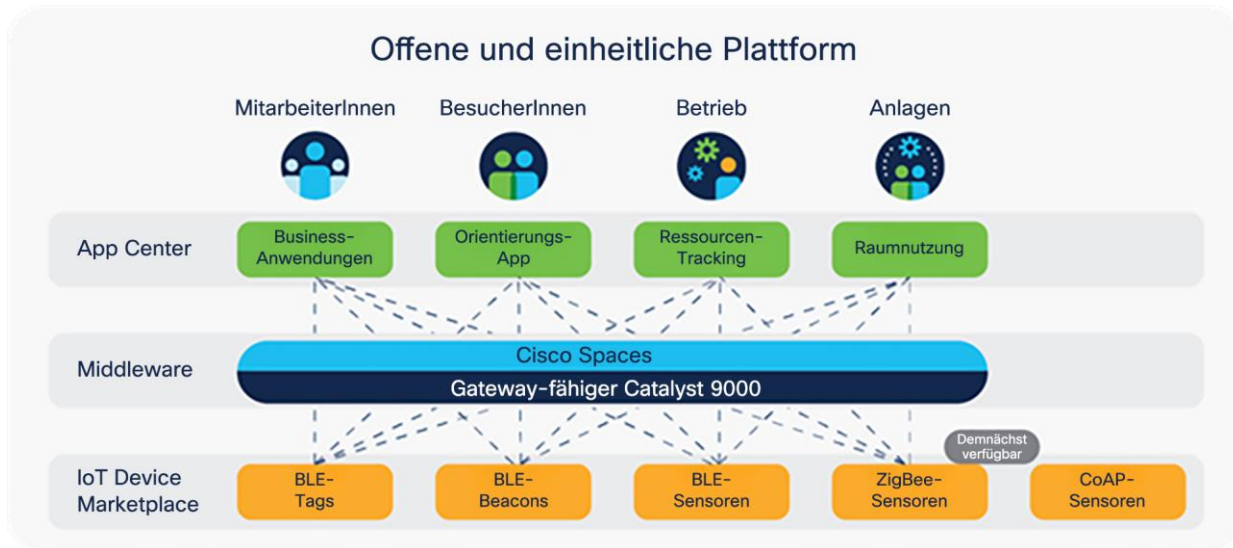 Offene und einheitliche Plattform
MitarbeiterInnen
BesucherInnen
Betrieb
Anlagen
App Center
Business-
Anwendungen
Orientierungs-
App
Ressourcen-
Tracking
Raumnutzung
Middleware
Cisco Spaces
Gateway-fähiger Catalyst 9000
Demnächst
verfügbar
IoT Device
Marketplace
BLE-
Tags
BLE-
Beacons
BLE-
Sensoren
ZigBee-
Sensoren
CoAP-
Sensoren